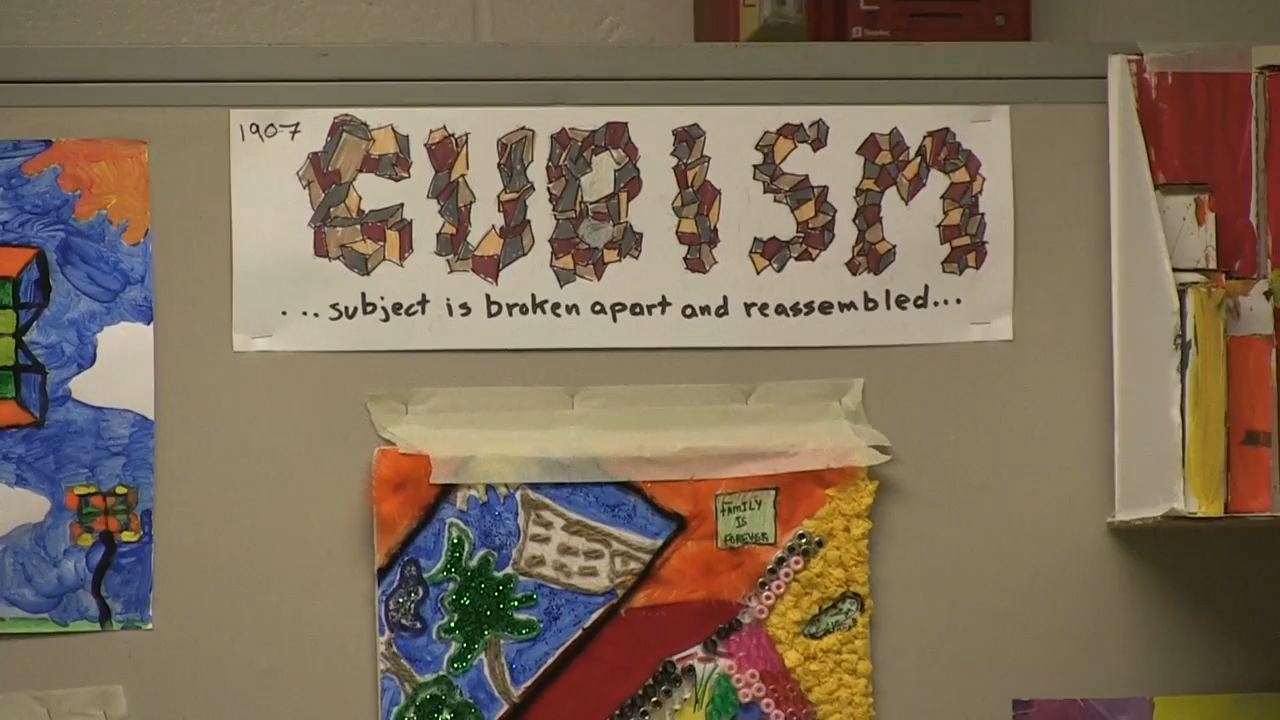 1907
CUBISM
...subject is broken apart and reassembled...
FAMILY
IS
FOREVER